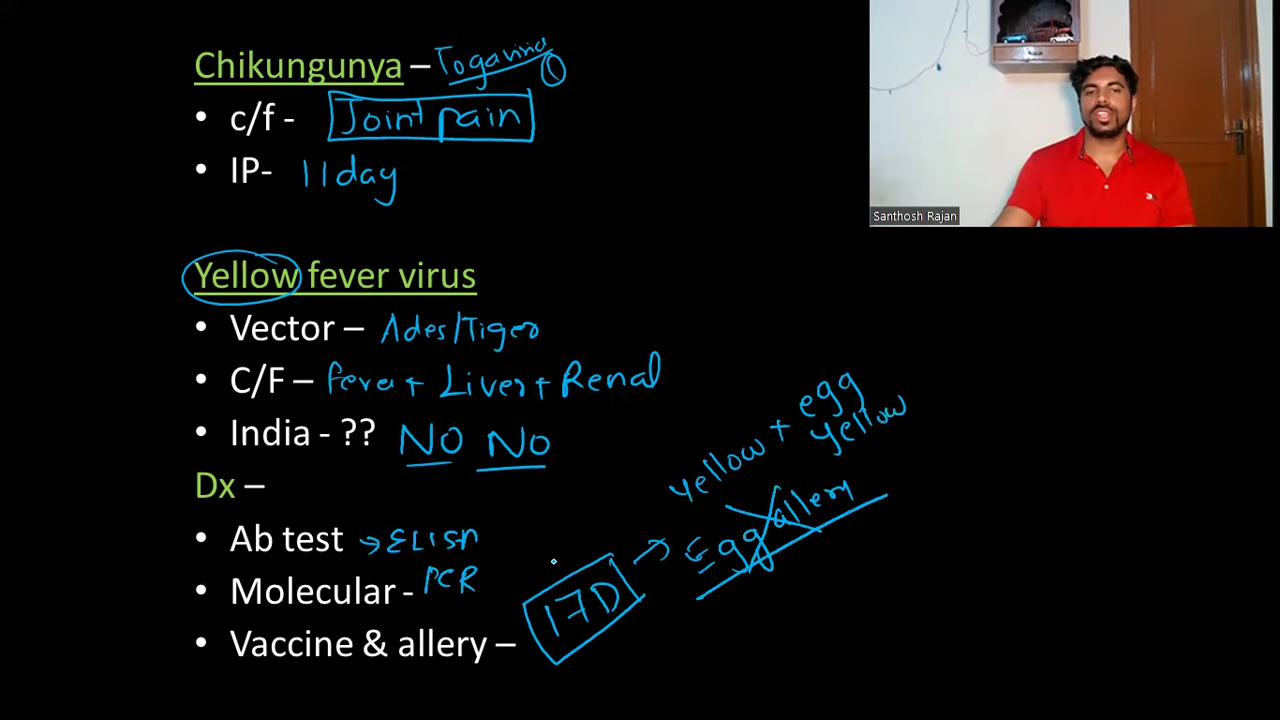 Chikungunya – Togavirus ①
• c/f - Joint pain
• IP- 11day
Santhosh Rajan
Yellow fever virus
• Vector – Ades/Tiger
• C/F – fever + Liver + Renal
• India - ?? NO NO
yellow + egg yellow
Dx –
• Ab test → ELISA
• Molecular - PCR
• Vaccine & allery – 17D → Egg allery